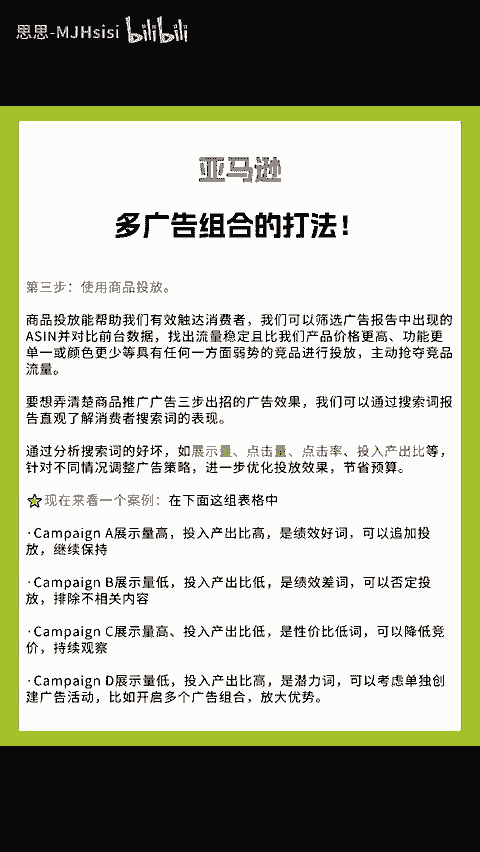 思思-MJHsisi bilibili
亚马逊
多广告组合的打法！
第三步：使用商品投放。
商品投放能帮助我们有效触达消费者，我们可以筛选广告报告中出现的
ASIN并对比前台数据，找出流量稳定且比我们产品价格更高、功能更
单一或颜色更少等具有任何一方面弱势的竞品进行投放，主动抢夺竞品
流量。
要想弄清楚商品推广广告三步出招的广告效果，我们可以通过搜索词报
告直观了解消费者搜索词的表现。
通过分析搜索词的好坏，如展示量、点击量、点击率、投入产出比等，
针对不同情况调整广告策略，进一步优化投放效果，节省预算。
现在来看一个案例：在下面这组表格中
·Campaign A展示量高，投入产出比高，是绩效好词，可以追加投
放，继续保持
·Campaign B展示量低，投入产出比低，是绩效差词，可以否定投
放，排除不相关内容
·Campaign C展示量高、投入产出比低，是性价比低词，可以降低竞
价，持续观察
·Campaign D展示量低，投入产出比高，是潜力词，可以考虑单独创
建广告活动，比如开启多个广告组合，放大优势。